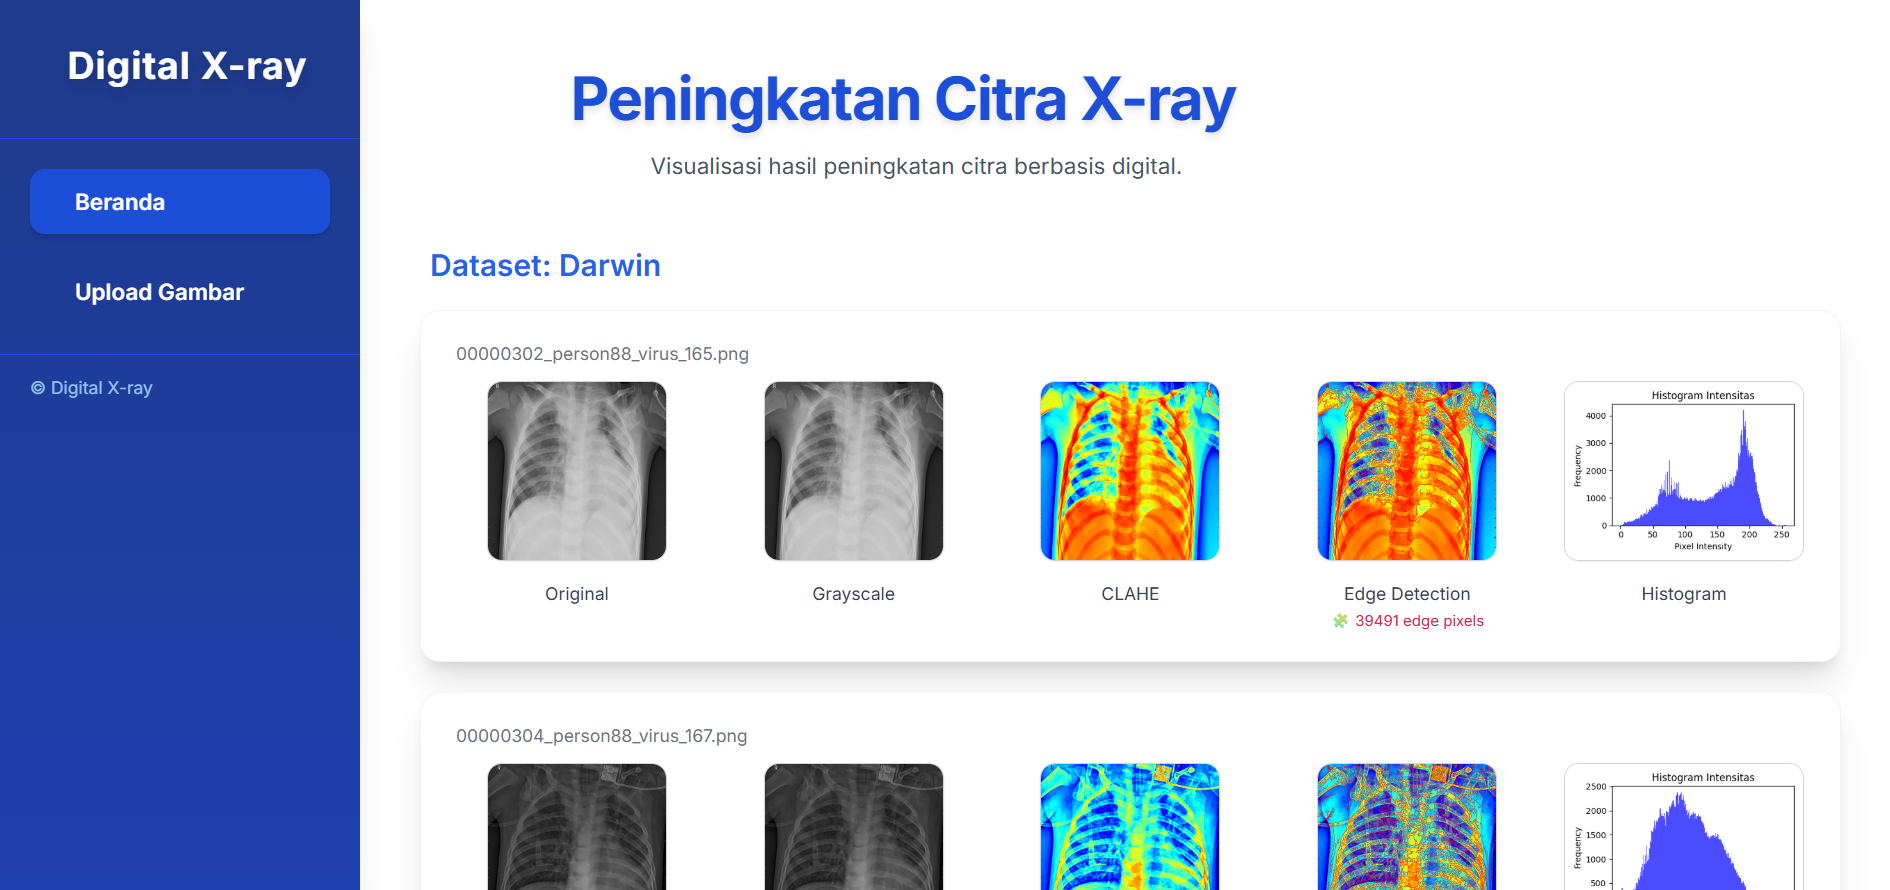 Digital X-ray
Beranda
Upload Gambar
© Digital X-ray
Peningkatan Citra X-ray
Visualisasi hasil peningkatan citra berbasis digital.
Dataset: Darwin
00000302_person88_virus_165.png
Original
Grayscale
CLAHE
Edge Detection
39491 edge pixels
Histogram Intensitas
Frequency
4000
3000
2000
1000
0
0 50 100 150 200 250
Pixel Intensity
Histogram
00000304_person88_virus_167.png
Histogram Intensitas
Frequency
2500
2000
1500
1000
500